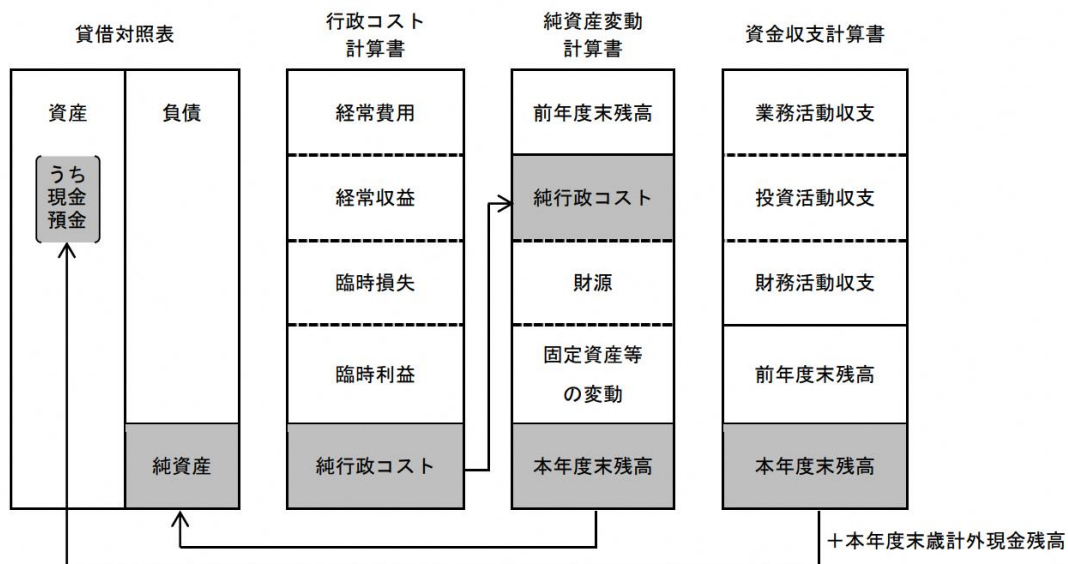 貸借対照表
行政コスト
計算書
純資産変動
計算書
資金収支計算書
資産
うち
現金
預金
負債
純資産
経常費用
経常収益
臨時損失
臨時利益
純行政コスト
前年度末残高
純行政コスト
財源
固定資産等
の変動
本年度末残高
業務活動収支
投資活動収支
財務活動収支
前年度末残高
本年度末残高
＋本年度末歳計外現金残高